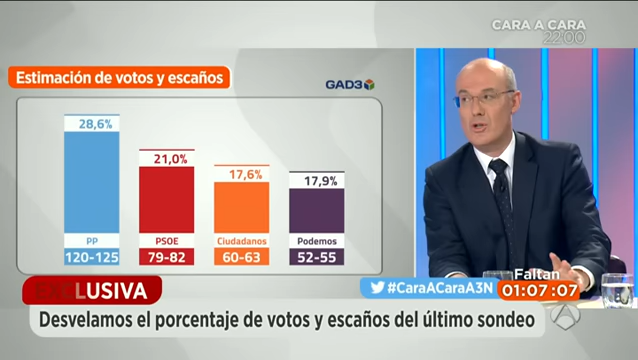 CARA A CARA
22:00
Estimación de votos y escaños
GAD3
28,6%
21,0%
17,6%
17,9%
PP
PSOE
Ciudadanos
Podemos
120-125
79-82
60-63
52-55
EXCLUSIVA
#CaraACaraA3N
Faltan
01:07:07
Desvelamos el porcentaje de votos y escaños del último sondeo